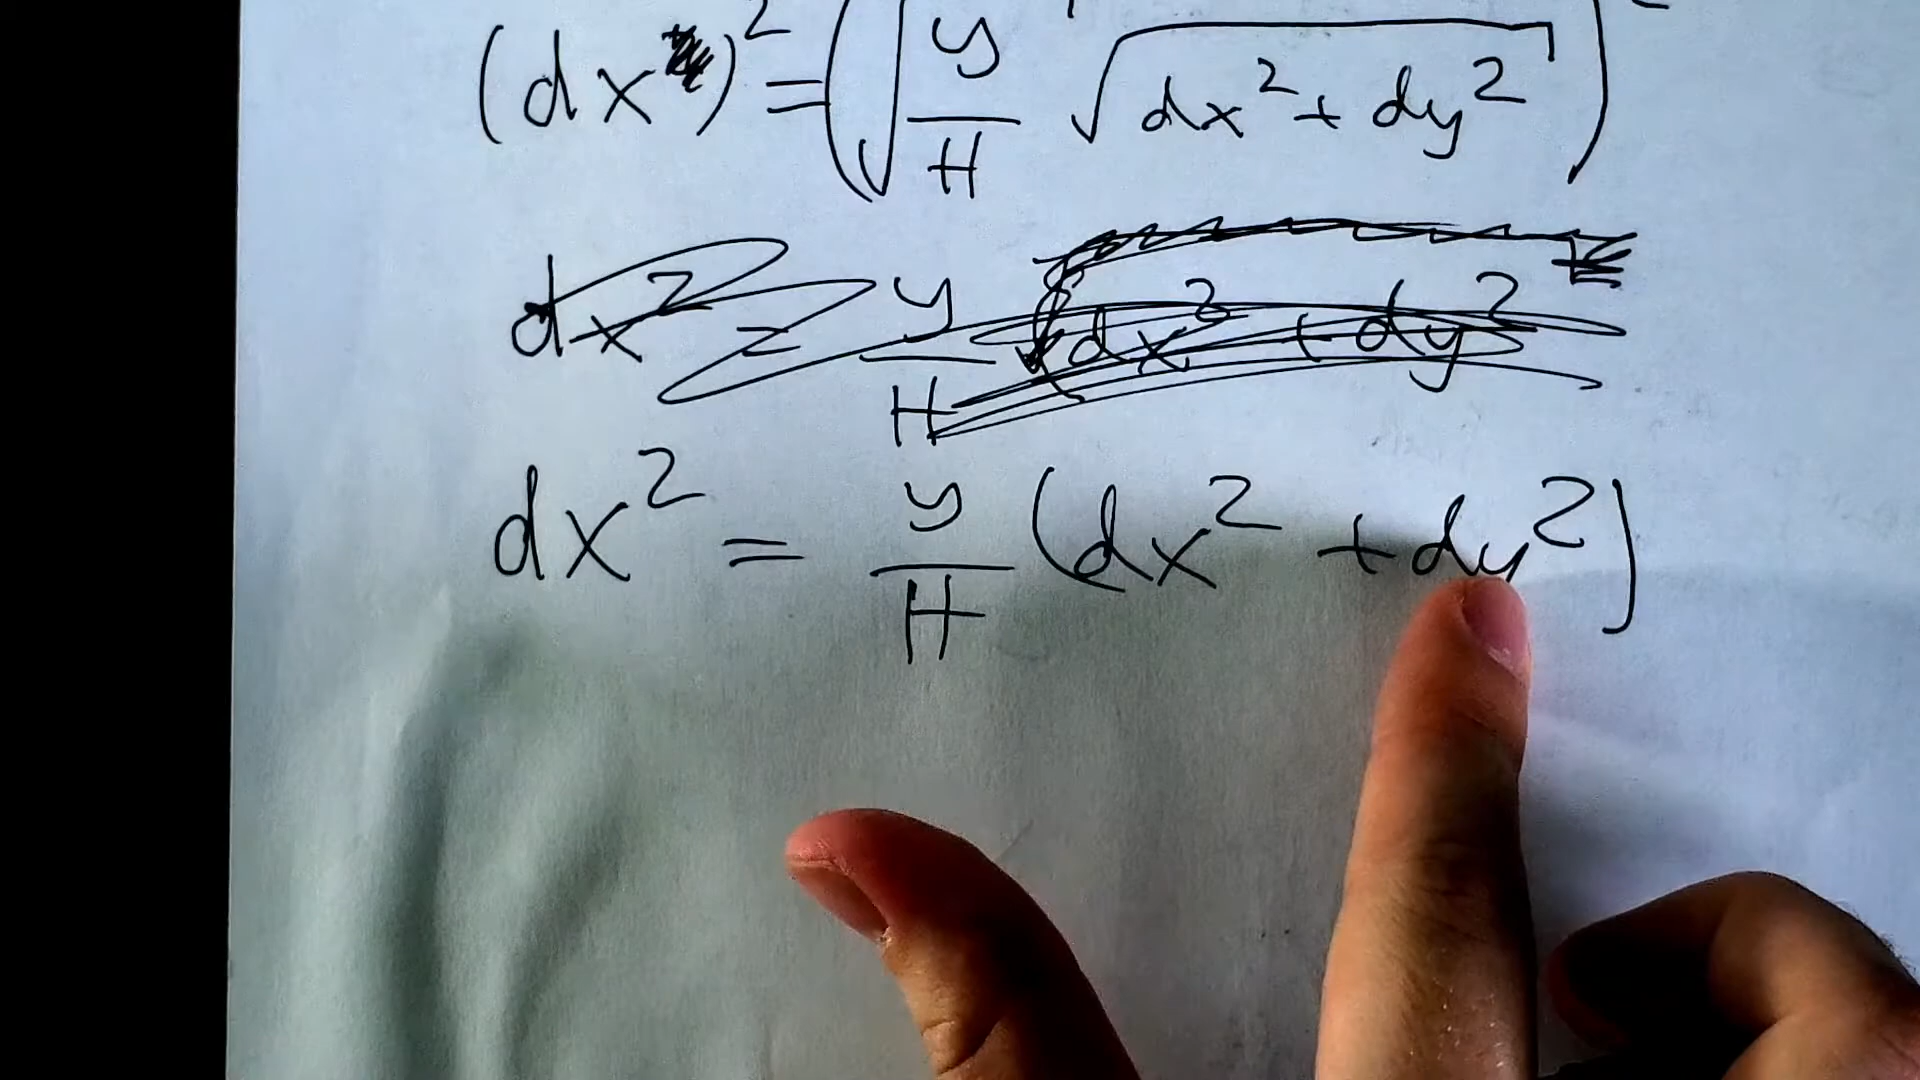 (dx)² = (√y/H √dx² + dy²)²
dx² = y/H (dx² + dy²
dx² = y/H (dx² + dy²)